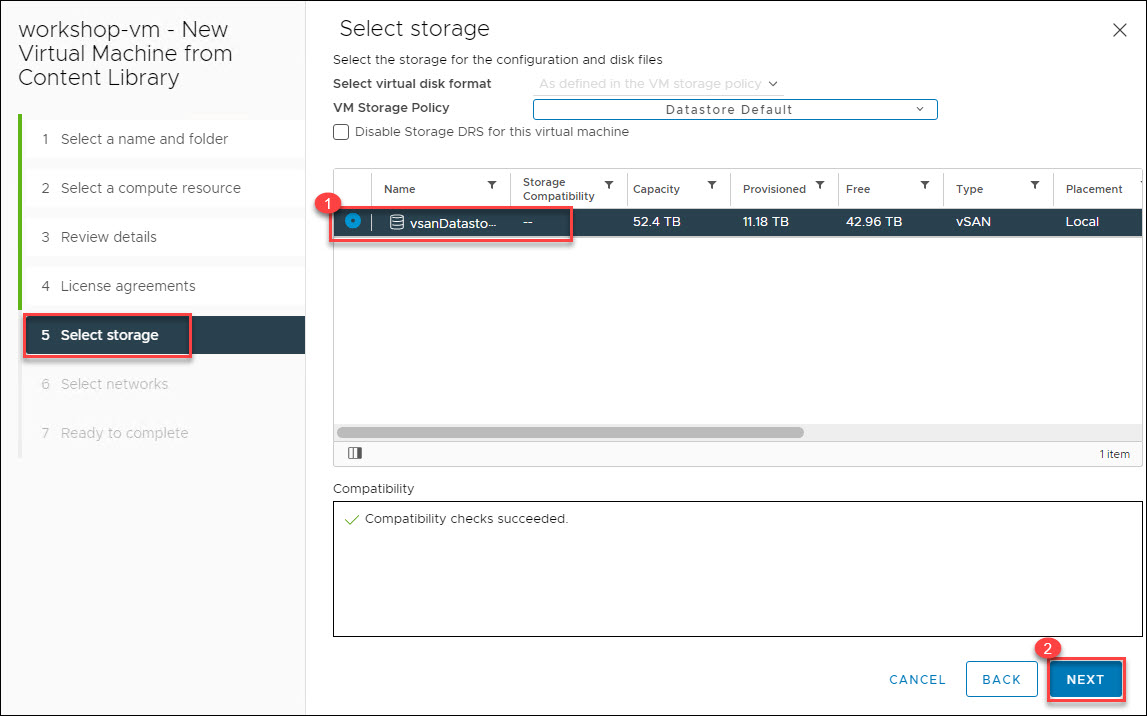 workshop-vm - New
Virtual Machine from
Content Library
1 Select a name and folder
2 Select a compute resource
3 Review details
4 License agreements
5 Select storage
6 Select networks
7 Ready to complete
Select storage
Select the storage for the configuration and disk files
Select virtual disk format As defined in the VM storage policy
VM Storage Policy Datastore Default
Disable Storage DRS for this virtual machine
Name Storage Compatibility Capacity Provisioned Free Type Placement
1
vsanDatasto... -- 52.4 TB 11.18 TB 42.96 TB vSAN Local
1 item
Compatibility
Compatibility checks succeeded.
2
CANCEL BACK NEXT